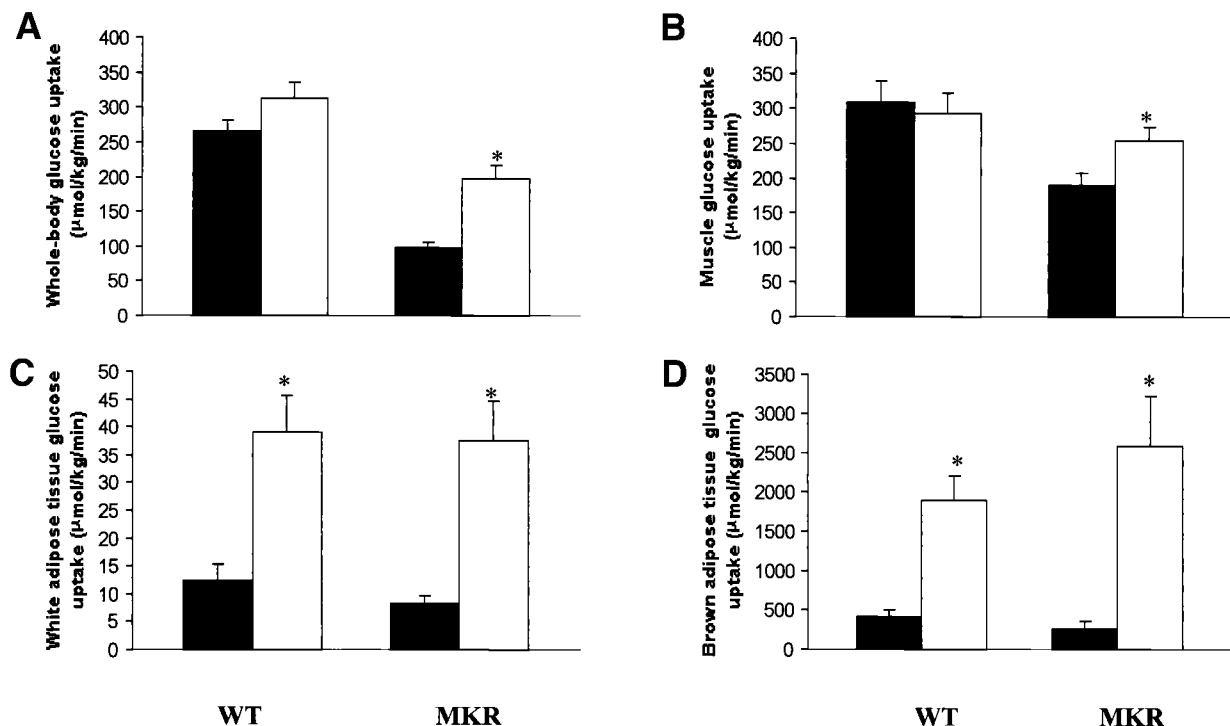 A
Whole-body glucose uptake
(µmol/kg/min)
400
350
300
250
200
150
100
50
0
*
B
Muscle glucose uptake
(µmol/kg/min)
400
350
300
250
200
150
100
50
0
*
C
White adipose tissue glucose
uptake (µmol/kg/min)
50
45
40
35
30
25
20
15
10
5
0
*
*
D
Brown adipose tissue glucose
uptake (µmol/kg/min)
3500
3000
2500
2000
1500
1000
500
0
*
*
WT
MKR
WT
MKR